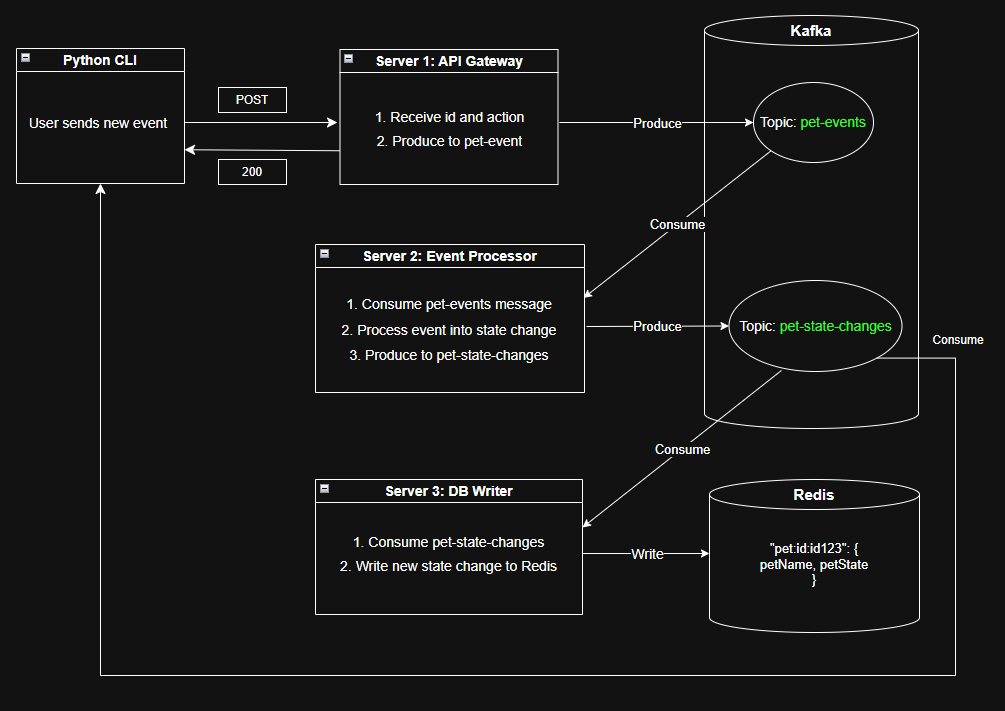 Python CLI
User sends new event
POST
200
Server 1: API Gateway
1. Receive id and action
2. Produce to pet-event
Produce
Kafka
Topic: pet-events
Consume
Server 2: Event Processor
1. Consume pet-events message
2. Process event into state change
3. Produce to pet-state-changes
Produce
Topic: pet-state-changes
Consume
Consume
Server 3: DB Writer
1. Consume pet-state-changes
2. Write new state change to Redis
Write
Redis
"pet:id:id123": {
petName, petState
}